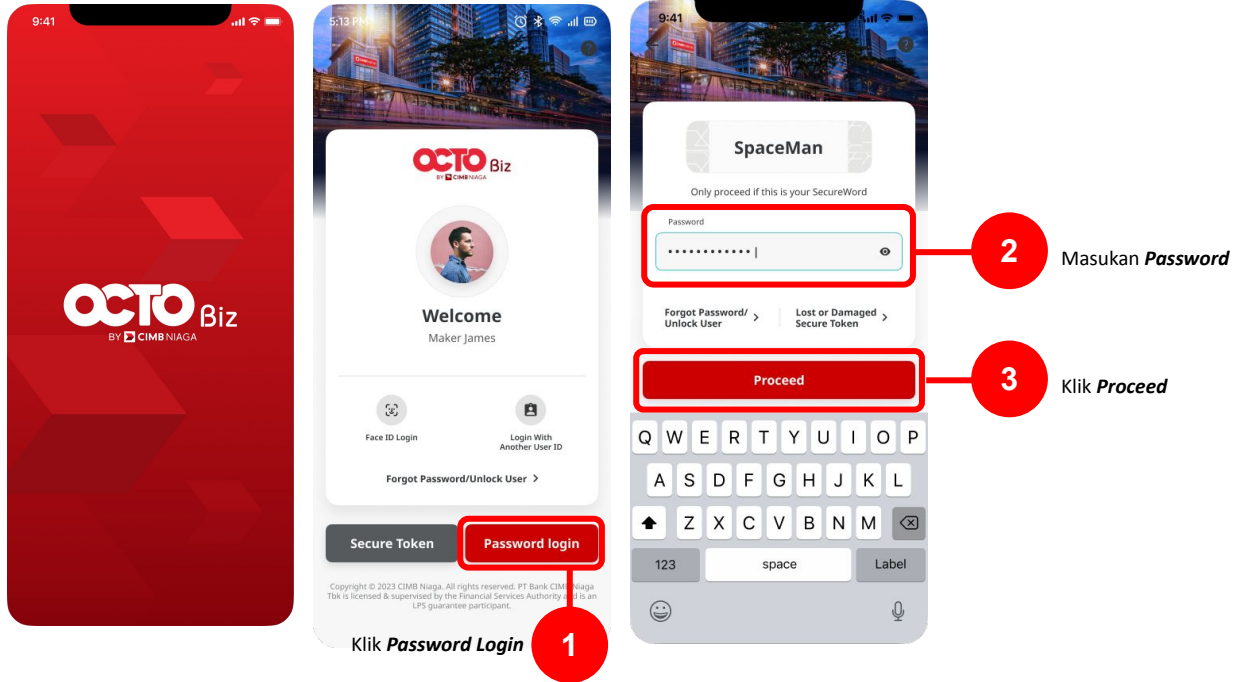 9:41
OCTO Biz
BY CIMB NIAGA
5:13 PM
?
OCTO Biz
BY CIMB NIAGA
Welcome
Maker James
Face ID Login
Login With
Another User ID
Forgot Password/Unlock User >
Secure Token
Password login
Copyright © 2023 CIMB Niaga. All rights reserved. PT Bank CIMB Niaga
Tbk is licensed & supervised by the Financial Services Authority and is an
LPS guarantee participant.
Klik Password Login
1
9:41
?
SpaceMan
Only proceed if this is your SecureWord
Password
••••••••••••|
Forgot Password/
Unlock User >
Lost or Damaged
Secure Token >
Proceed
Q W E R T Y U I O P
A S D F G H J K L
Z X C V B N M
123 space Label
2
Masukan Password
3
Klik Proceed